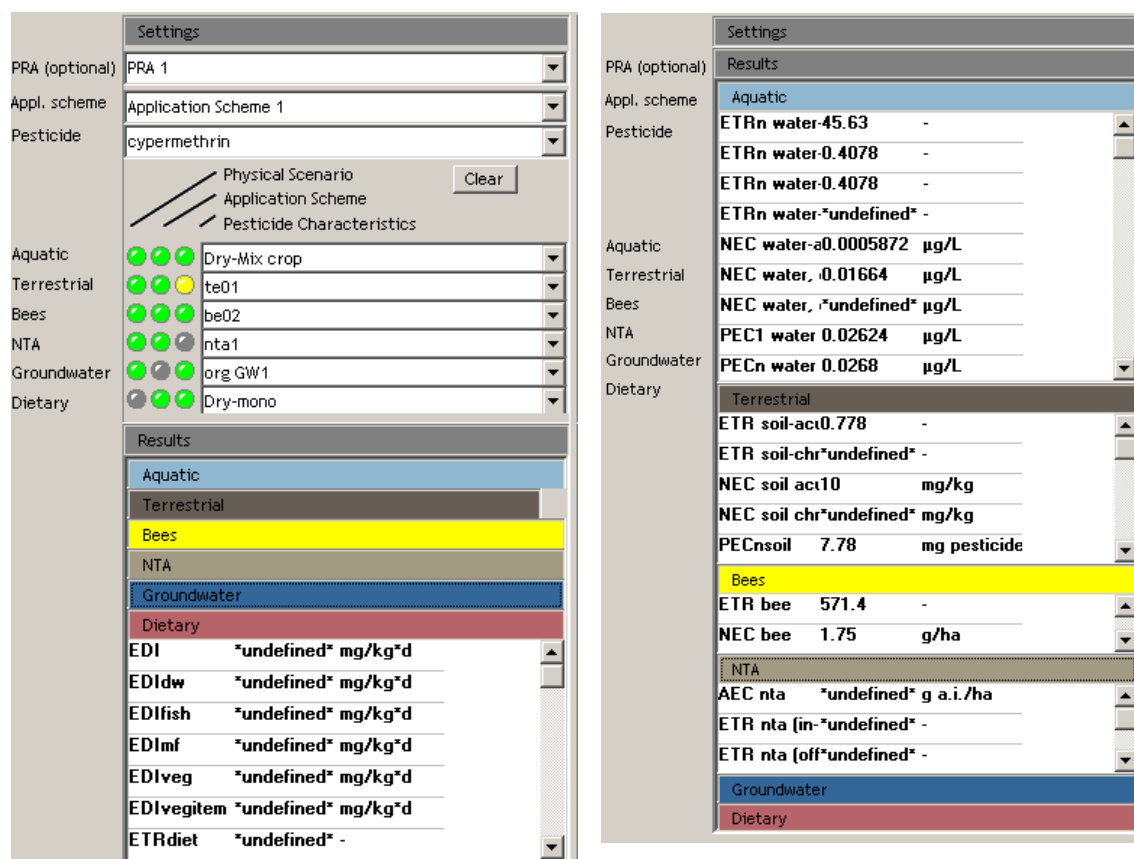 Settings
PRA (optional) PRA 1
Appl. scheme Application Scheme 1
Pesticide cypermethrin
Physical Scenario
Clear
Application Scheme
Pesticide Characteristics
Aquatic Dry-Mix crop
Terrestrial te01
Bees be02
NTA nta1
Groundwater org GW1
Dietary Dry-mono
Results
Aquatic
Terrestrial
Bees
NTA
Groundwater
Dietary
EDI *undefined* mg/kg*d
EDIdw *undefined* mg/kg*d
EDIfish *undefined* mg/kg*d
EDImf *undefined* mg/kg*d
EDIveg *undefined* mg/kg*d
EDIvegitem *undefined* mg/kg*d
ETRdiet *undefined* -
Settings
PRA (optional)
Results
Appl. scheme
Pesticide
Aquatic
Terrestrial
Bees
NTA
Groundwater
Dietary
Aquatic
ETRn water-45.63 -
ETRn water-0.4078 -
ETRn water-0.4078 -
ETRn water-*undefined* -
NEC water-a0.0005872 µg/L
NEC water, 0.01664 µg/L
NEC water, *undefined* µg/L
PEC1 water 0.02624 µg/L
PECn water 0.0268 µg/L
Terrestrial
ETR soil-acu0.778 -
ETR soil-chr*undefined* -
NEC soil acu10 mg/kg
NEC soil chr*undefined* mg/kg
PECnsoil 7.78 mg pesticide
Bees
ETR bee 571.4 -
NEC bee 1.75 g/ha
NTA
AEC nta *undefined* g a.i./ha
ETR nta (in-*undefined* -
ETR nta (off*undefined* -
Groundwater
Dietary